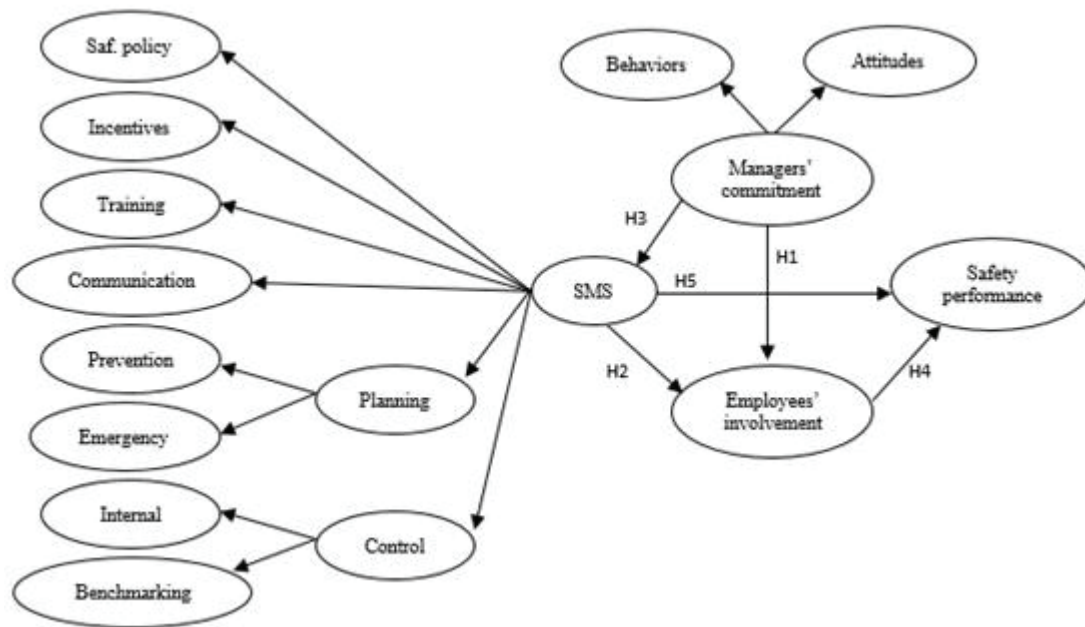 Saf. policy
Incentives
Training
Communication
Prevention
Emergency
Internal
Benchmarking
Planning
Control
Behaviors
Attitudes
Managers'
commitment
H3
H1
SMS
H5
Safety
performance
H2
H4
Employees'
involvement